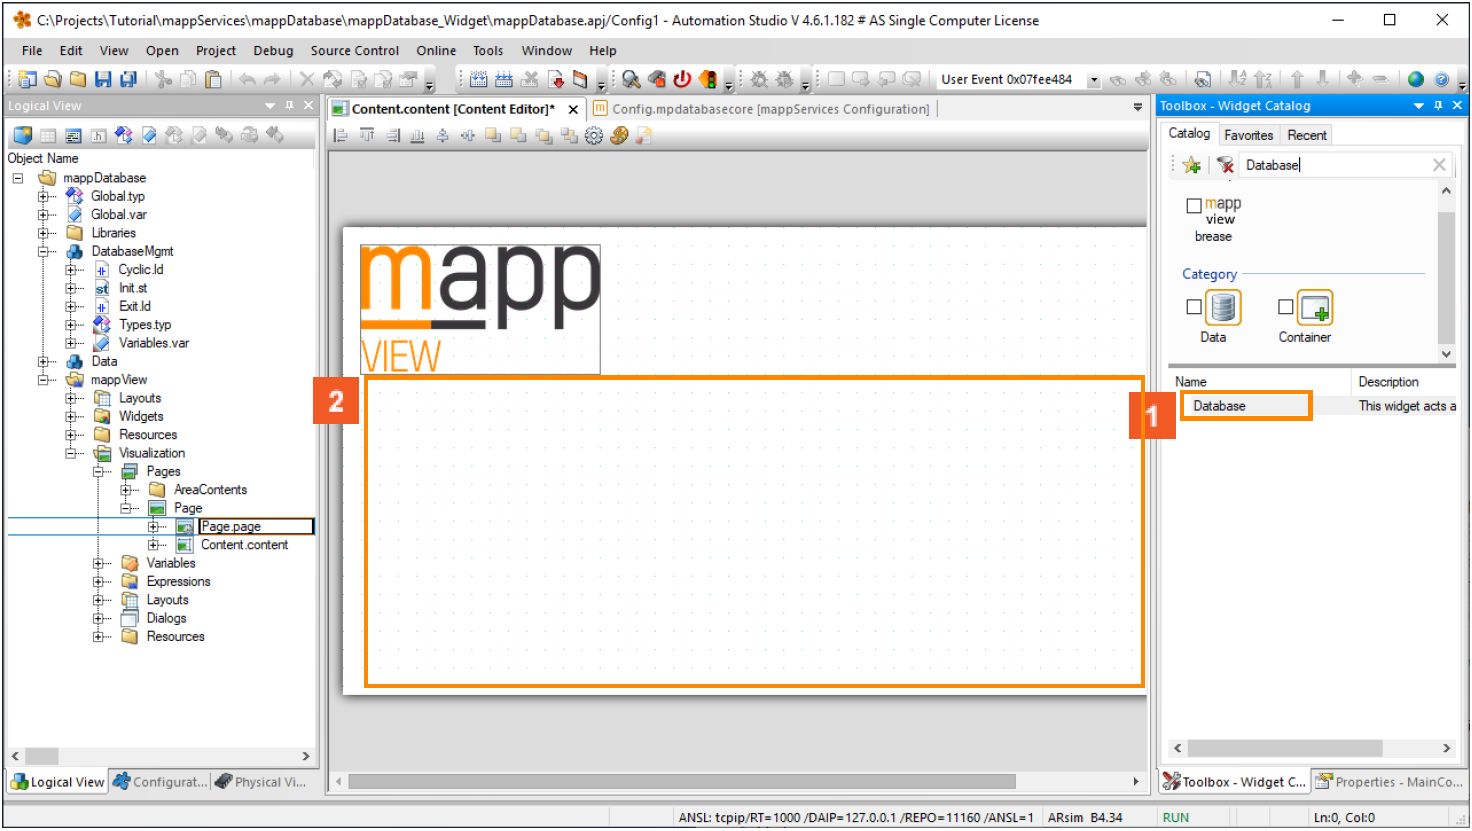 C:\Projects\Tutorial\mappServices\mappDatabase\mappDatabase_Widget\mappDatabase.apj/Config1 - Automation Studio V 4.6.1.182 # AS Single Computer License
File Edit View Open Project Debug Source Control Online Tools Window Help
User Event 0x07fee484
Logical View
Object Name
mappDatabase
Global.typ
Global.var
Libraries
DatabaseMgmt
Cyclic.ld
st Init.st
Exit.ld
Types.typ
Variables.var
Data
mappView
Layouts
Widgets
Resources
Visualization
Pages
AreaContents
Page
Page.page
Content.content
Variables
Expressions
Layouts
Dialogs
Resources
Logical View Configurat... Physical Vi...
Content.content [Content Editor]* m Config.mpdatabasecore [mappServices Configuration]
mapp
VIEW
2
1
Toolbox - Widget Catalog
Catalog Favorites Recent
Database
mapp
view
brease
Category
Data Container
Name Description
Database This widget acts a
Toolbox - Widget C... Properties - MainCo...
ANSL: tcpip/RT=1000 /DAIP=127.0.0.1 /REPO=11160 /ANSL=1 ARsim B4.34 RUN Ln:0, Col:0